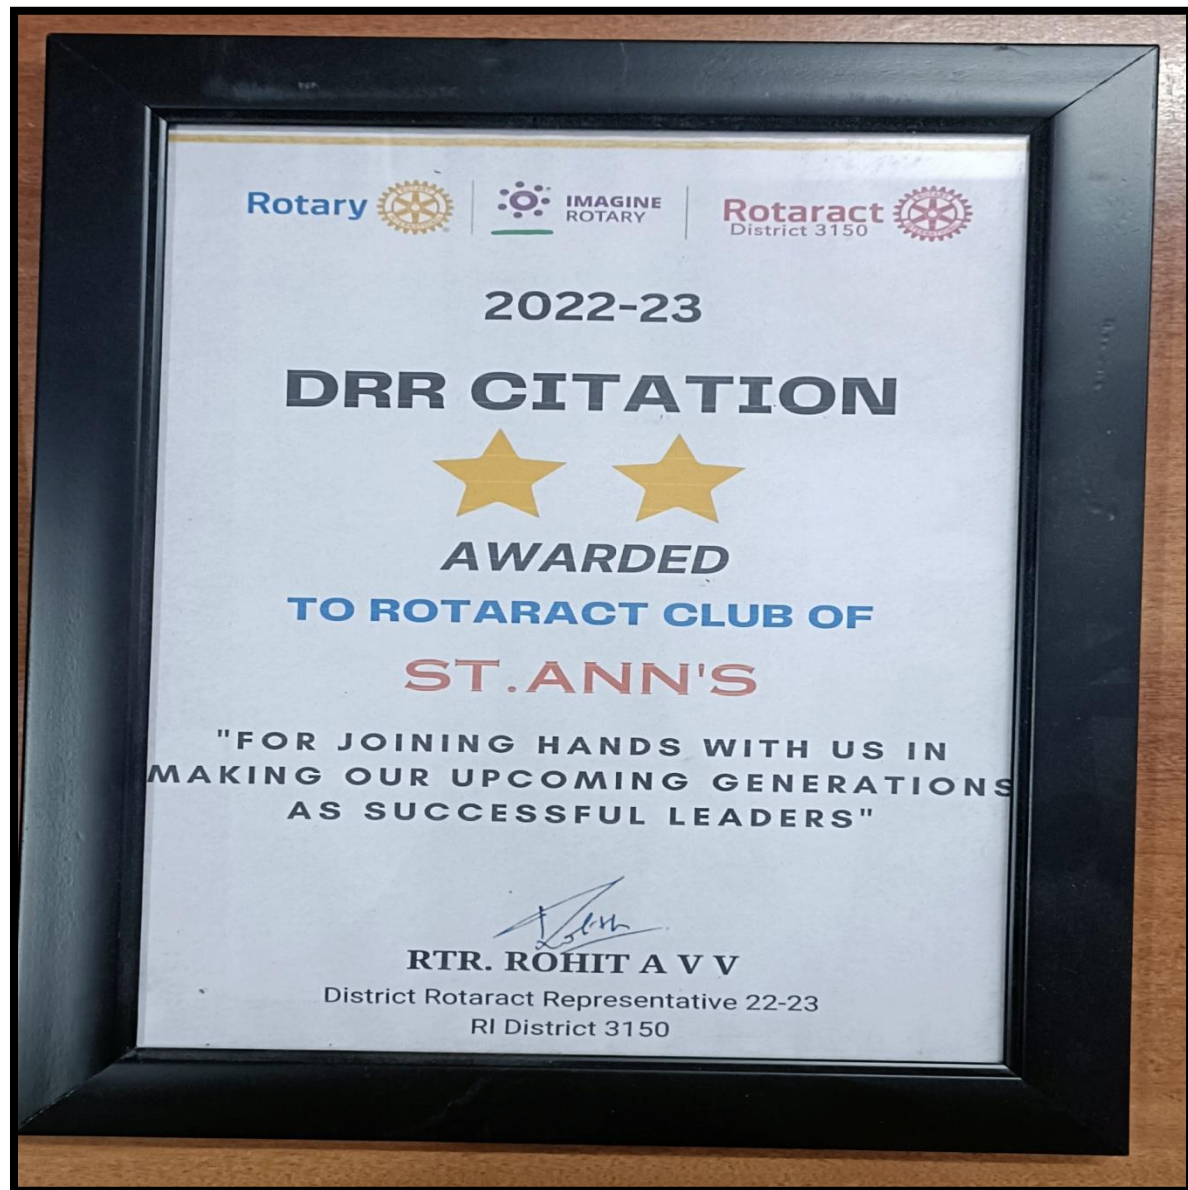 Rotary
IMAGINE
ROTARY
Rotaract
District 3150
2022-23
DRR CITATION
AWARDED
TO ROTARACT CLUB OF
ST.ANN'S
"FOR JOINING HANDS WITH US IN
MAKING OUR UPCOMING GENERATIONS
AS SUCCESSFUL LEADERS"
RTR. ROHIT A V V
District Rotaract Representative 22-23
RI District 3150